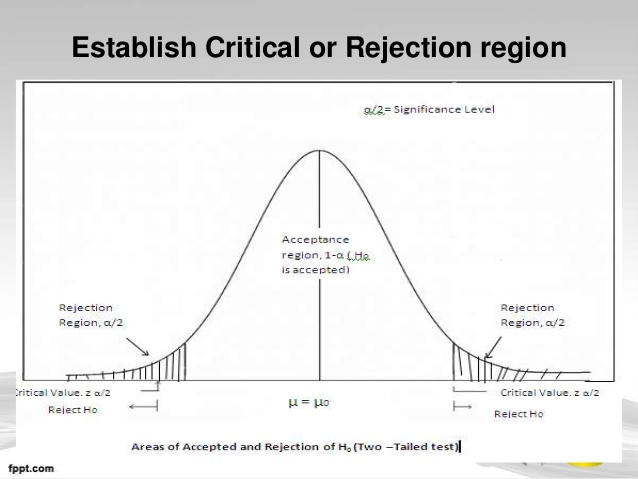 Establish Critical or Rejection region
α/2= Significance Level
Acceptance
region, 1-α ( Ho
is accepted)
Rejection
Region, α/2
Rejection
Region, α/2
Critical Value. z α/2
Reject Ho
μ = μ0
Critical Value. z α/2
Reject Ho
Areas of Accepted and Rejection of H₀ (Two –Tailed test)
fppt.com